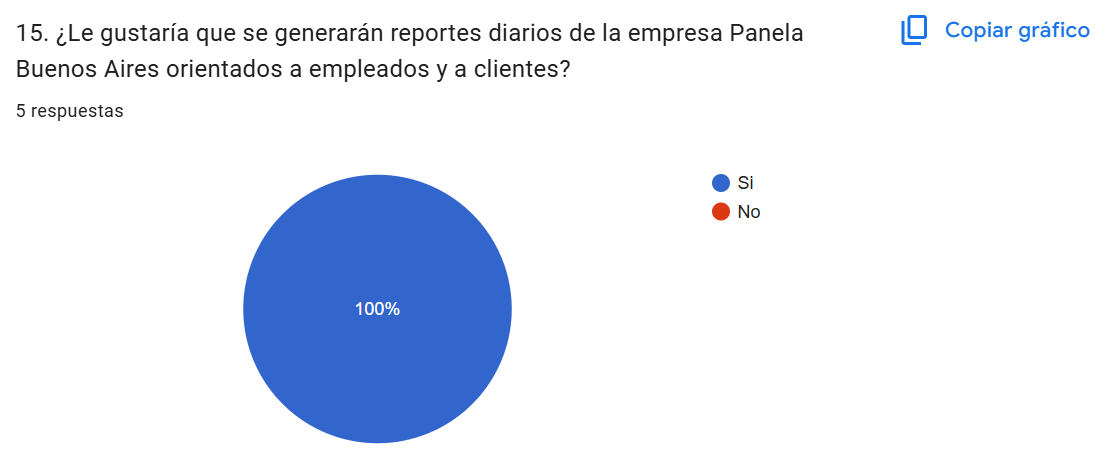 15. ¿Le gustaría que se generarán reportes diarios de la empresa Panela
Buenos Aires orientados a empleados y a clientes?
Copiar gráfico
5 respuestas
Si
No
100%